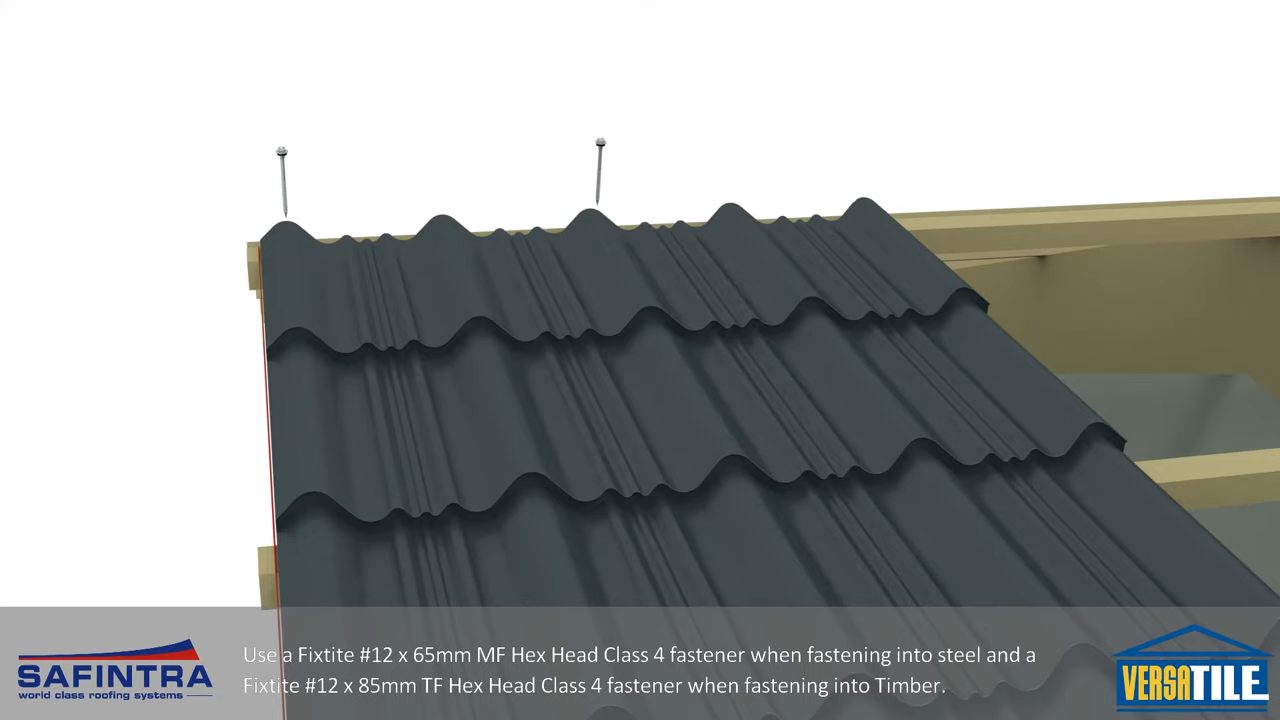 Use a Fixtite #12 x 65mm MF Hex Head Class 4 fastener when fastening into steel and a
Fixtite #12 x 85mm TF Hex Head Class 4 fastener when fastening into Timber.
SAFINTRA
world class roofing systems
VERSATILE